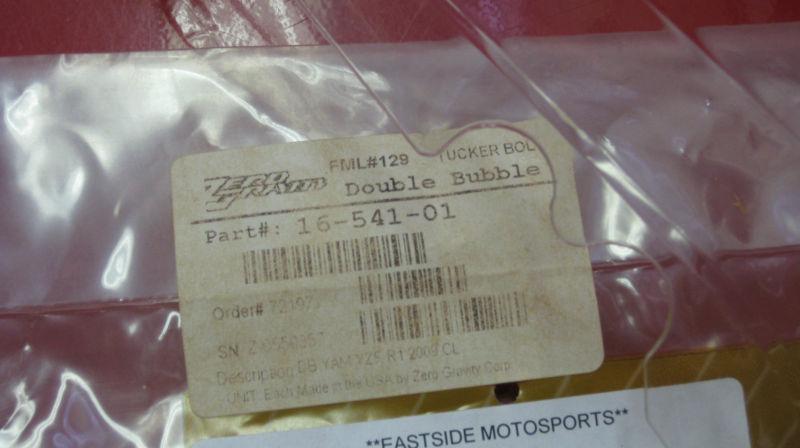 FML#129 - TUCKER BOL
ZERO GRAVITY Double Bubble
Part#: 16-541-01
Order#
SN
Description DB YAM YZF R1 2009 CL
UNIT: Each Made in the USA by Zero Gravity Corp.
**EASTSIDE MOTOSPORTS**